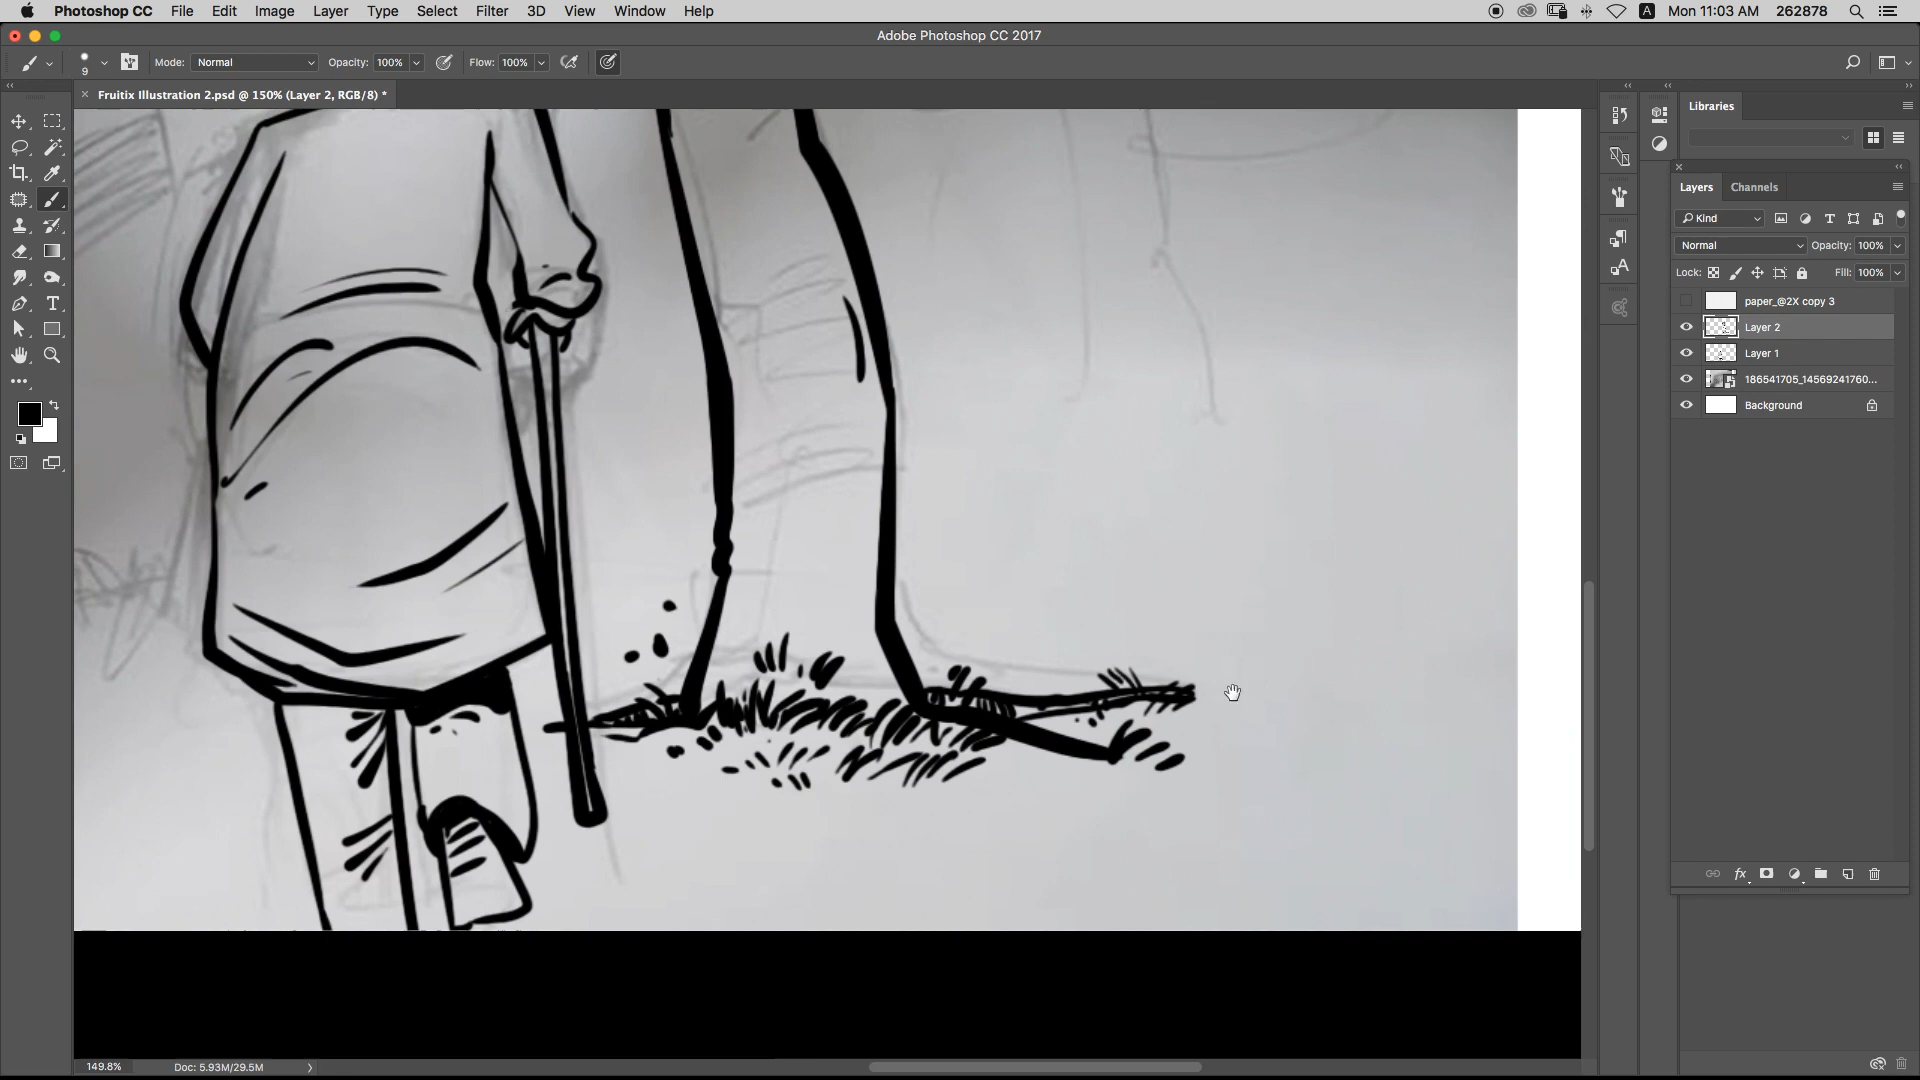 Photoshop CC File Edit Image Layer Type Select Filter 3D View Window Help A Mon 11:03 AM 262878
Adobe Photoshop CC 2017
9 Mode: Normal Opacity: 100% Flow: 100%
× Fruitix Illustration 2.psd @ 150% (Layer 2, RGB/8) *
Libraries
Layers Channels
Kind
Normal Opacity: 100%
Lock: Fill: 100%
paper_@2X copy 3
Layer 2
Layer 1
186541705_14569241760...
Background
fx
149.8% Doc: 5.93M/29.5M